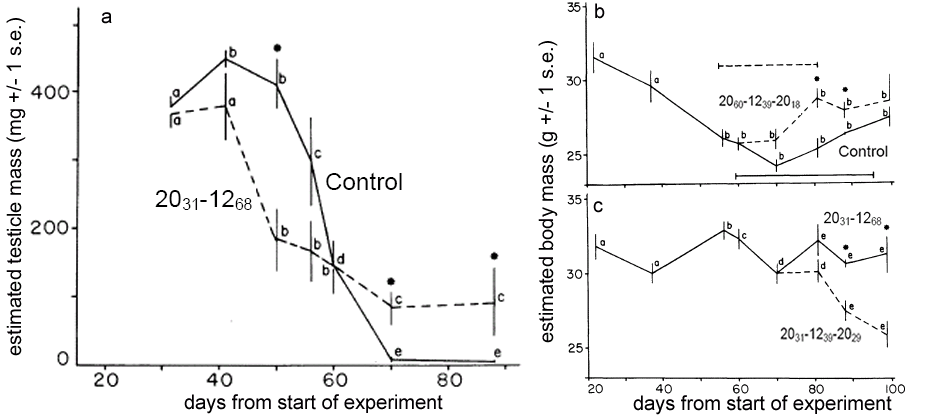 a
estimated testicle mass (mg +/- 1 s.e.)
400
200
0
a
b
b
c
d
e
e
a
a
b
b
b
c
c
Control
20₃₁-12₆₈
20 40 60 80
days from start of experiment
b
estimated body mass (g +/- 1 s.e.)
35
30
25
a
a
b
b
b
b
b
b
b
b
b
b
20₆₀-12₃₉-20₁₈
Control
c
35
30
25
a
a
b
c
d
e
e
e
d
e
e
20₃₁-12₆₈
20₃₁-12₃₉-20₂₉
20 40 60 80 100
days from start of experiment